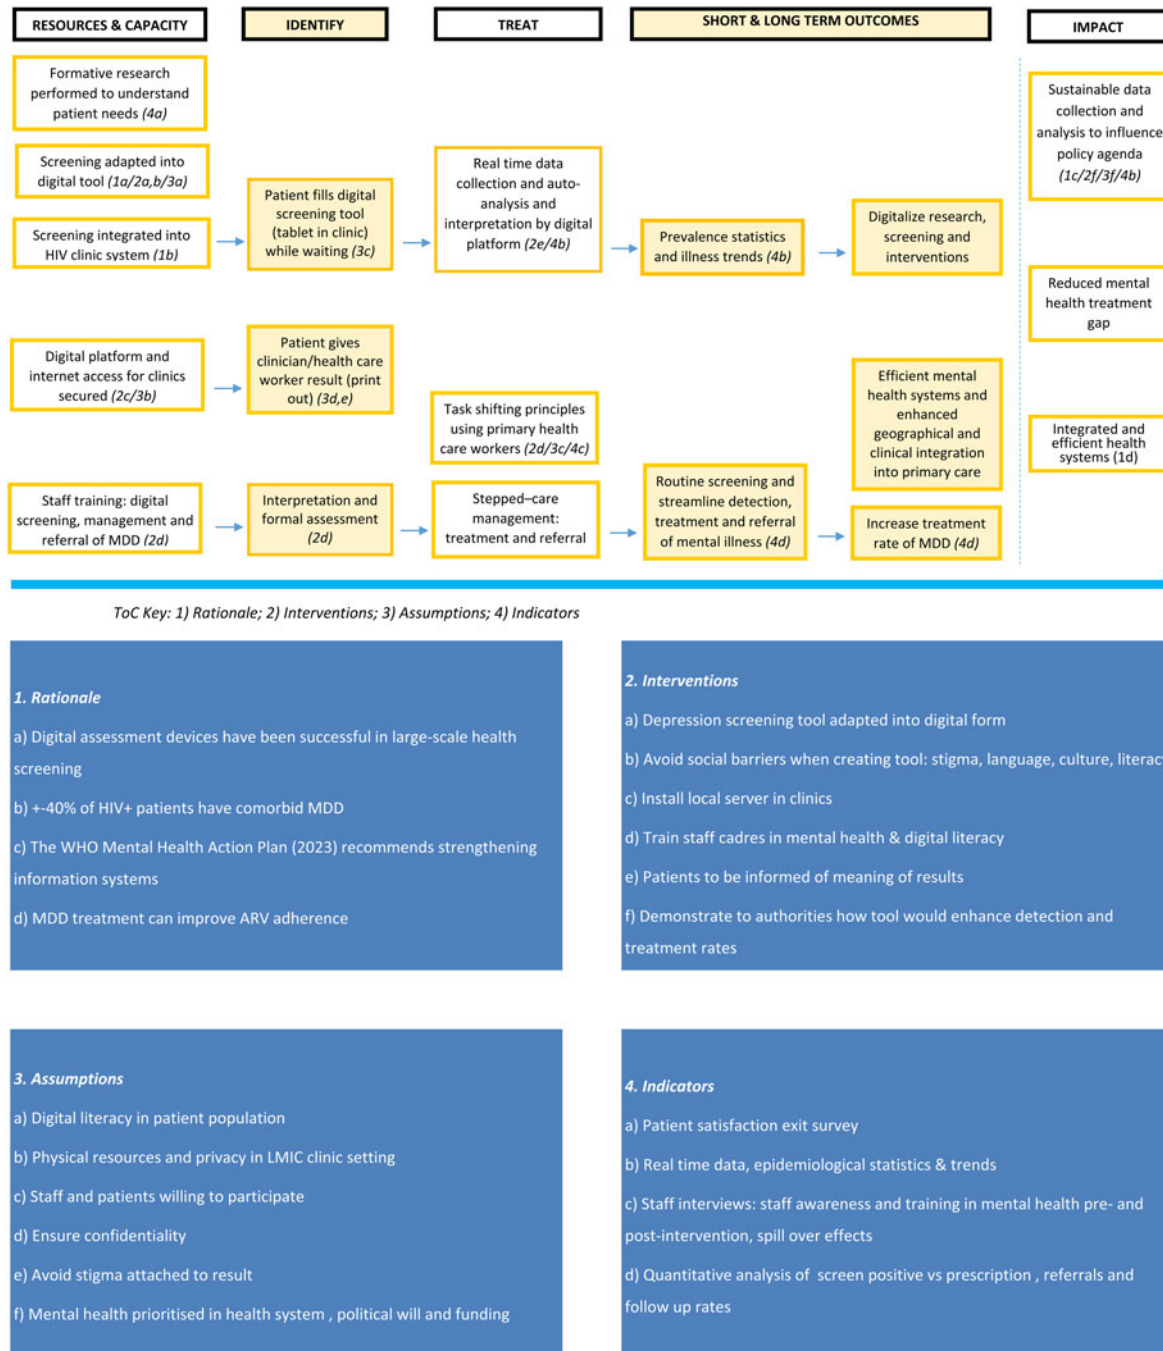 RESOURCES & CAPACITY
IDENTIFY
TREAT
SHORT & LONG TERM OUTCOMES
IMPACT
Formative research
performed to understand
patient needs (4a)
Screening adapted into
digital tool (1a/2a,b/3a)
Screening integrated into
HIV clinic system (1b)
Patient fills digital
screening tool
(tablet in clinic)
while waiting (3c)
Real time data
collection and auto-
analysis and
interpretation by digital
platform (2e/4b)
Prevalence statistics
and illness trends (4b)
Digitalize research,
screening and
interventions
Sustainable data
collection and
analysis to influence
policy agenda
(1c/2f/3f/4b)
Reduced mental
health treatment
gap
Digital platform and
internet access for clinics
secured (2c/3b)
Patient gives
clinician/health care
worker result (print
out) (3d,e)
Task shifting principles
using primary health
care workers (2d/3c/4c)
Efficient mental
health systems and
enhanced
geographical and
clinical integration
into primary care
Integrated and
efficient health
systems (1d)
Staff training: digital
screening, management and
referral of MDD (2d)
Interpretation and
formal assessment
(2d)
Stepped–care
management:
treatment and referral
Routine screening and
streamline detection,
treatment and referral
of mental illness (4d)
Increase treatment
rate of MDD (4d)
ToC Key: 1) Rationale; 2) Interventions; 3) Assumptions; 4) Indicators
1. Rationale
a) Digital assessment devices have been successful in large-scale health
screening
b) +-40% of HIV+ patients have comorbid MDD
c) The WHO Mental Health Action Plan (2023) recommends strengthening
information systems
d) MDD treatment can improve ARV adherence
2. Interventions
a) Depression screening tool adapted into digital form
b) Avoid social barriers when creating tool: stigma, language, culture, literac
c) Install local server in clinics
d) Train staff cadres in mental health & digital literacy
e) Patients to be informed of meaning of results
f) Demonstrate to authorities how tool would enhance detection and
treatment rates
3. Assumptions
a) Digital literacy in patient population
b) Physical resources and privacy in LMIC clinic setting
c) Staff and patients willing to participate
d) Ensure confidentiality
e) Avoid stigma attached to result
f) Mental health prioritised in health system , political will and funding
4. Indicators
a) Patient satisfaction exit survey
b) Real time data, epidemiological statistics & trends
c) Staff interviews: staff awareness and training in mental health pre- and
post-intervention, spill over effects
d) Quantitative analysis of screen positive vs prescription , referrals and
follow up rates